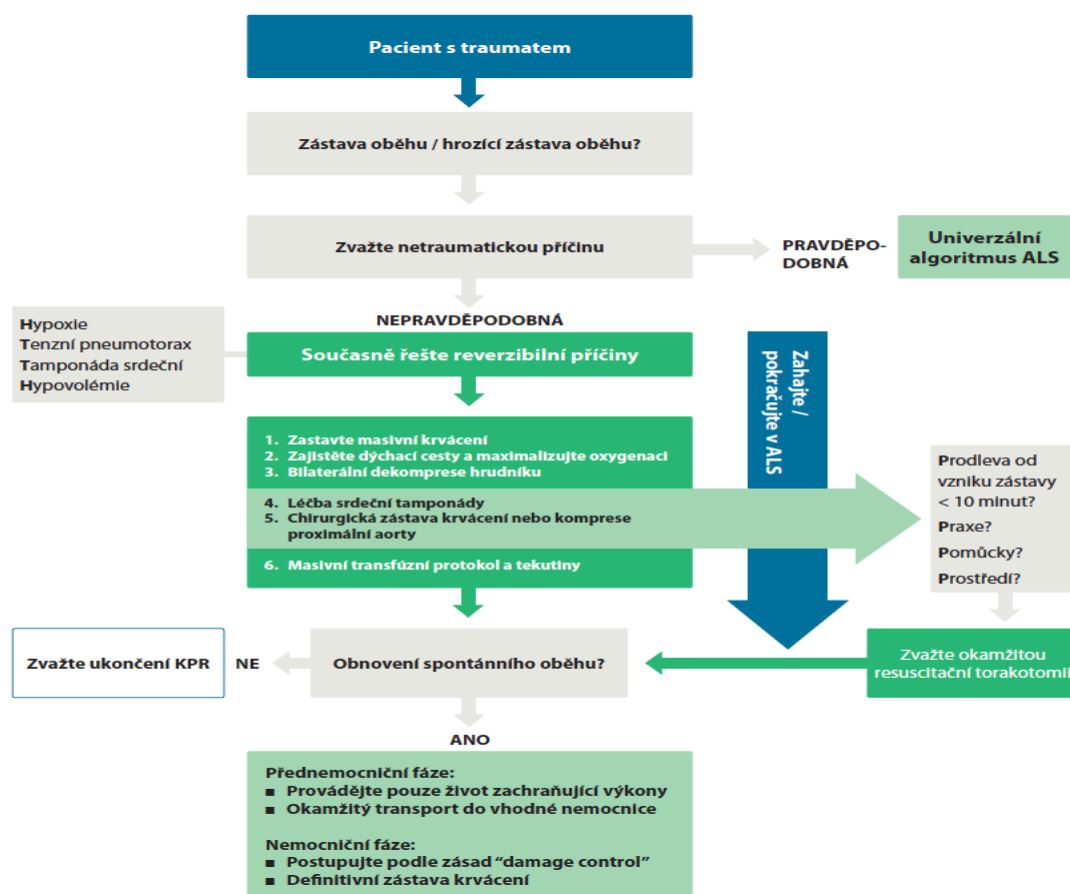 Pacient s traumatem
Zástava oběhu / hrozící zástava oběhu?
Zvažte netraumatickou příčinu
PRAVDĚPO-
DOBNÁ
Univerzální
algoritmus ALS
NEPRAVDĚPODOBNÁ
Hypoxie
Tenzní pneumotorax
Tamponáda srdeční
Hypovolémie
Současně řešte reverzibilní příčiny
Zahajte /
pokračujte v ALS
1. Zastavte masivní krvácení
2. Zajistěte dýchací cesty a maximalizujte oxygenaci
3. Bilaterální dekomprese hrudníku
4. Léčba srdeční tamponády
5. Chirurgická zástava krvácení nebo komprese
proximální aorty
6. Masivní transfúzní protokol a tekutiny
Prodleva od
vzniku zástavy
< 10 minut?
Praxe?
Pomůcky?
Prostředí?
Zvažte okamžitou
resuscitační torakotomii
Obnovení spontánního oběhu?
NE
Zvažte ukončení KPR
ANO
Přednemocniční fáze:
▪ Provádějte pouze život zachraňující výkony
▪ Okamžitý transport do vhodné nemocnice
Nemocniční fáze:
▪ Postupujte podle zásad “damage control”
▪ Definitivní zástava krvácení